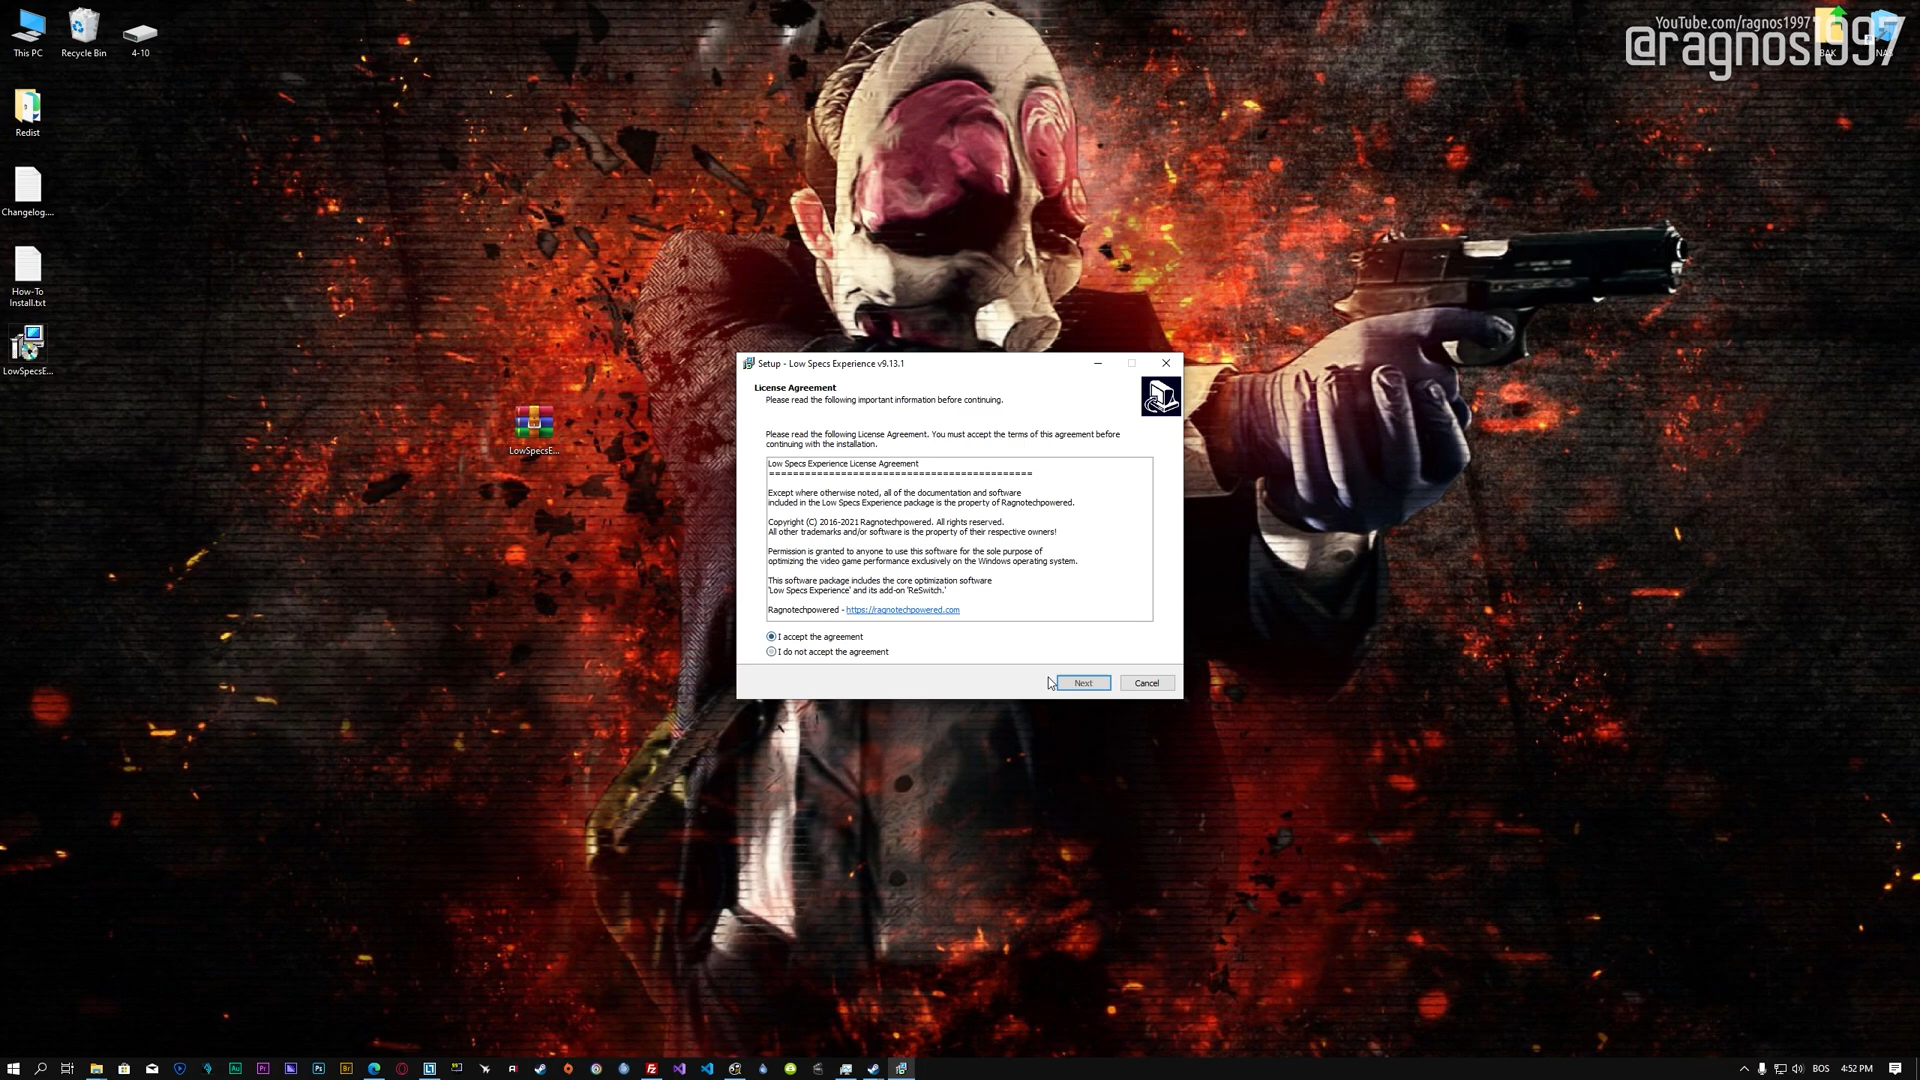 This PC
Recycle Bin
4-10
YouTube.com/ragnos1997
@ragnos1997
BAK
NAS
Redist
Changelog....
How-To
Install.txt
LowSpecsE...
LowSpecsE...
Setup - Low Specs Experience v9.13.1
License Agreement
Please read the following important information before continuing.
Please read the following License Agreement. You must accept the terms of this agreement before
continuing with the installation.
Low Specs Experience License Agreement
============================================
Except where otherwise noted, all of the documentation and software
included in the Low Specs Experience package is the property of Ragnotechpowered.
Copyright (C) 2016-2021 Ragnotechpowered. All rights reserved.
All other trademarks and/or software is the property of their respective owners!
Permission is granted to anyone to use this software for the sole purpose of
optimizing the video game performance exclusively on the Windows operating system.
This software package includes the core optimization software
'Low Specs Experience' and its add-on 'ReSwitch.'
Ragnotechpowered - https://ragnotechpowered.com
I accept the agreement
I do not accept the agreement
Next
Cancel
Au
Pr
Ps
Br
BOS
4:52 PM